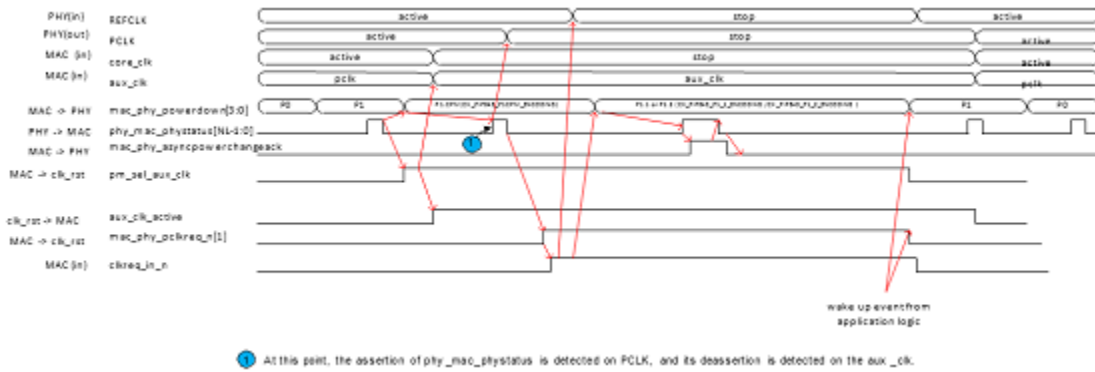 PHY(in) REFCLK active stop active
PHY(out) PCLK active stop active
MAC (in) core_clk active stop active
MAC(in) aux_clk pclk aux_clk pclk
MAC -> PHY mac_phy_powerdown[3:0] P0 P1 P1 P0
PHY -> MAC phy_mac_phystatus[NL-1:0]
1
MAC -> PHY mac_phy_asyncpowerchangeack
MAC -> clk_rst pm_sel_aux_clk
clk_rst -> MAC aux_clk_active
MAC -> clk_rst mac_phy_pclkreq_n[1]
MAC(in) clkreq_in_n
wake up event from
application logic
1 At this point, the assertion of phy_mac_phystatus is detected on PCLK, and its deassertion is detected on the aux_clk.